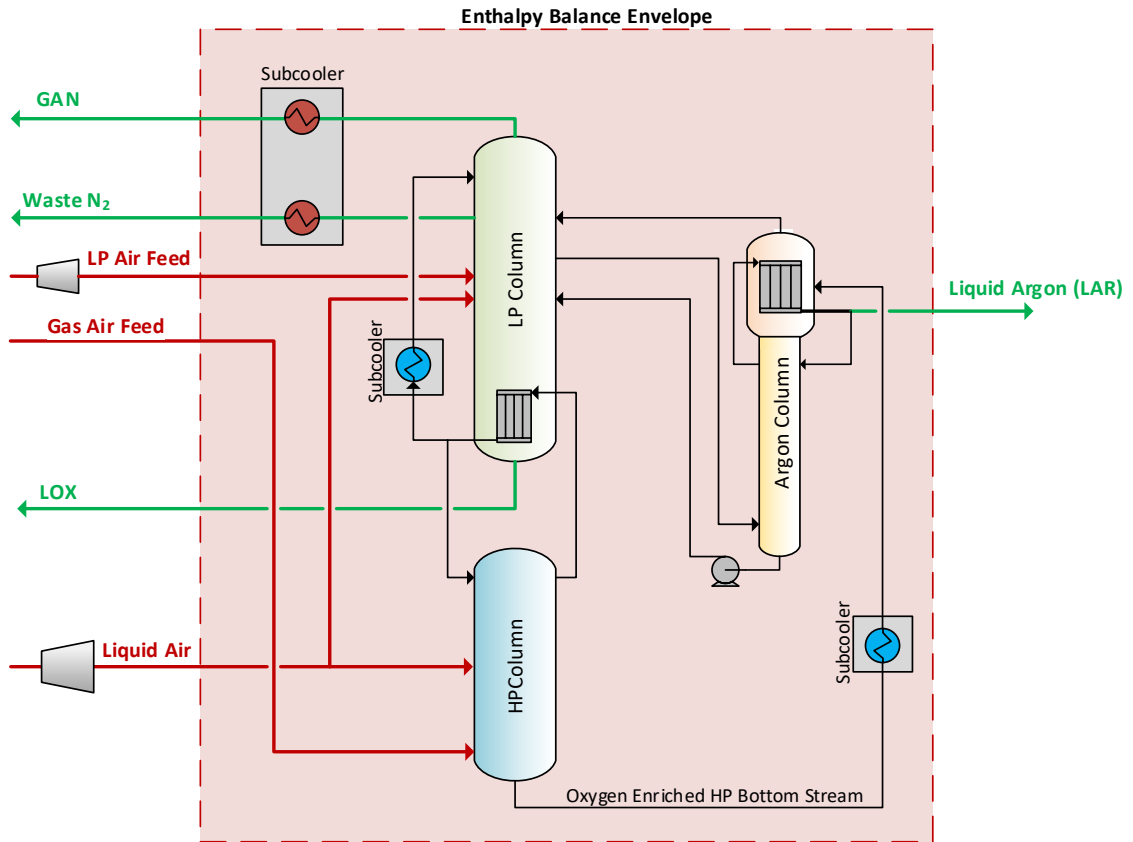 Enthalpy Balance Envelope
Subcooler
GAN
Waste N₂
LP Air Feed
Gas Air Feed
LP Column
Subcooler
Liquid Argon (LAR)
Argon Column
LOX
Liquid Air
HPColumn
Subcooler
Oxygen Enriched HP Bottom Stream